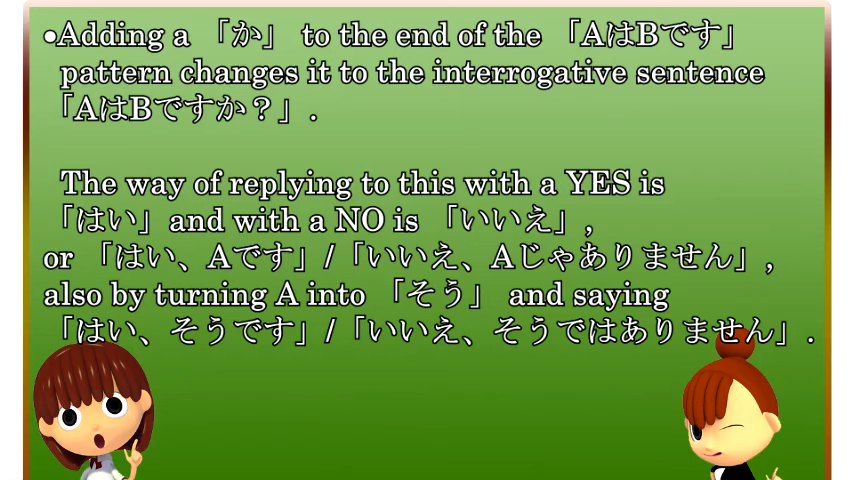 ●Adding a 「か」 to the end of the 「AはBです」
pattern changes it to the interrogative sentence
「AはBですか？」.
The way of replying to this with a YES is
「はい」and with a NO is 「いいえ」,
or 「はい、Aです」/「いいえ、Aじゃありません」,
also by turning A into 「そう」 and saying
「はい、そうです」/「いいえ、そうではありません」.